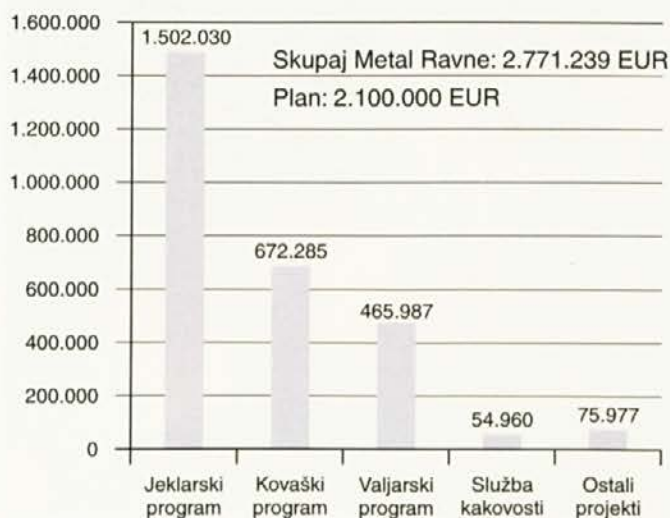 1.600.000
1.502.030
Skupaj Metal Ravne: 2.771.239 EUR
1.400.000
Plan: 2.100.000 EUR
1.200.000
1.000.000
800.000
672.285
600.000
465.987
400.000
200.000
54.960
75.977
0
Jeklarski program
Kovaški program
Valjarski program
Služba kakovosti
Ostali projekti